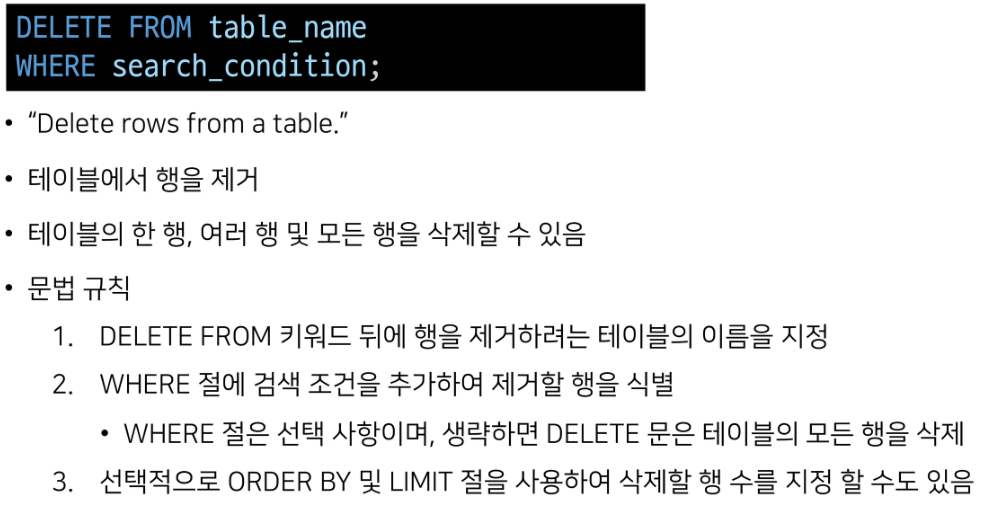 DELETE FROM table_name
WHERE search_condition;
• “Delete rows from a table.”
• 테이블에서 행을 제거
• 테이블의 한 행, 여러 행 및 모든 행을 삭제할 수 있음
• 문법 규칙
1. DELETE FROM 키워드 뒤에 행을 제거하려는 테이블의 이름을 지정
2. WHERE 절에 검색 조건을 추가하여 제거할 행을 식별
• WHERE 절은 선택 사항이며, 생략하면 DELETE 문은 테이블의 모든 행을 삭제
3. 선택적으로 ORDER BY 및 LIMIT 절을 사용하여 삭제할 행 수를 지정 할 수도 있음